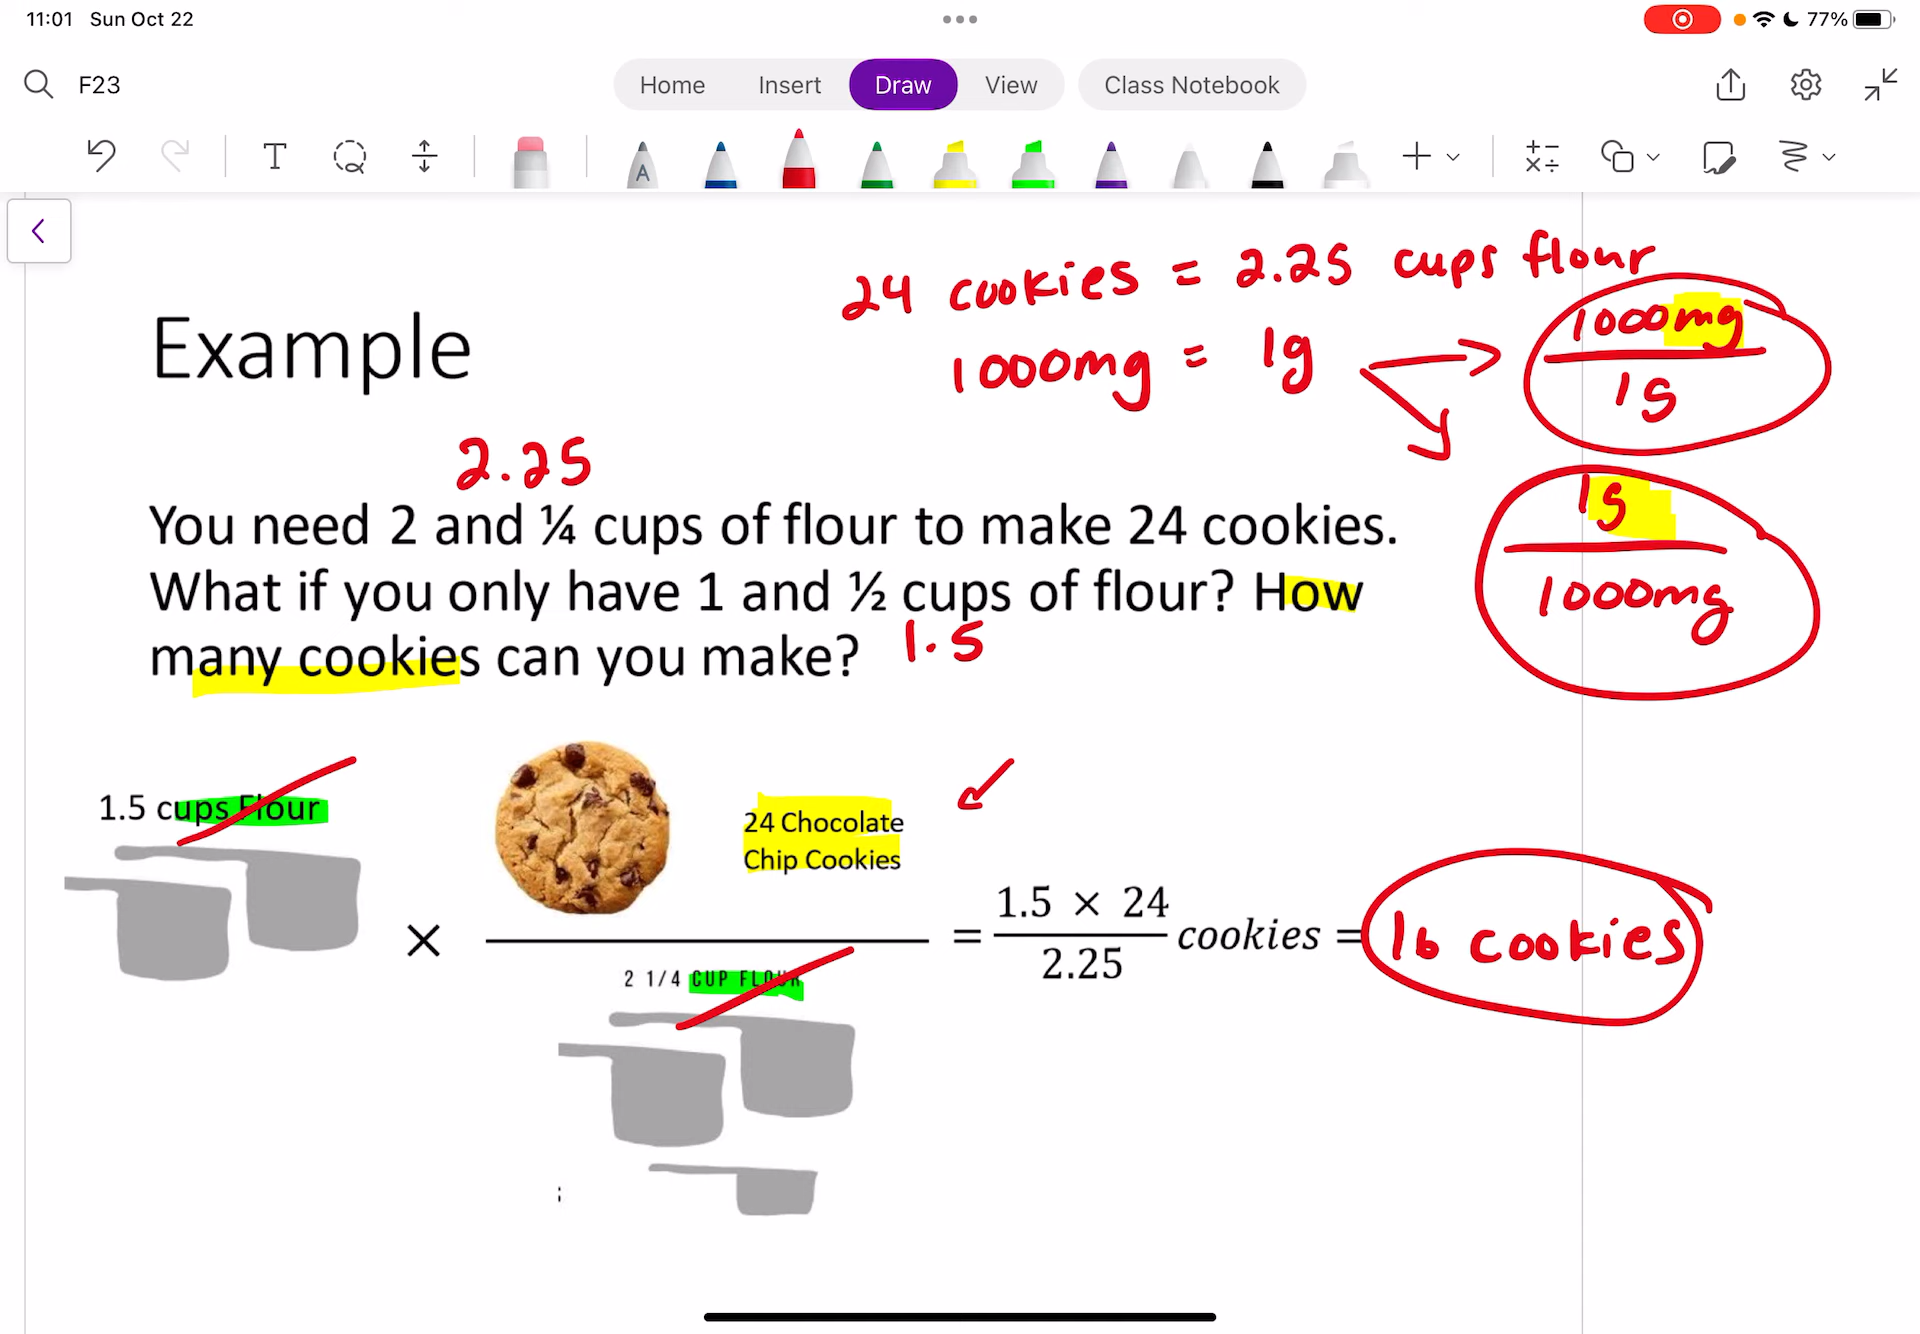 11:01 Sun Oct 22
77%
F23
Home Insert Draw View Class Notebook
T
A
24 cookies = 2.25 cups flour
1000mg = 1g
1000mg
1g
1g
1000mg
Example
2.25
You need 2 and ¼ cups of flour to make 24 cookies.
What if you only have 1 and ½ cups of flour? How
many cookies can you make?
1.5
1.5 cups Flour
×
24 Chocolate
Chip Cookies
2 1/4 CUP FLOUR
= 1.5 × 24 / 2.25 cookies = 16 cookies